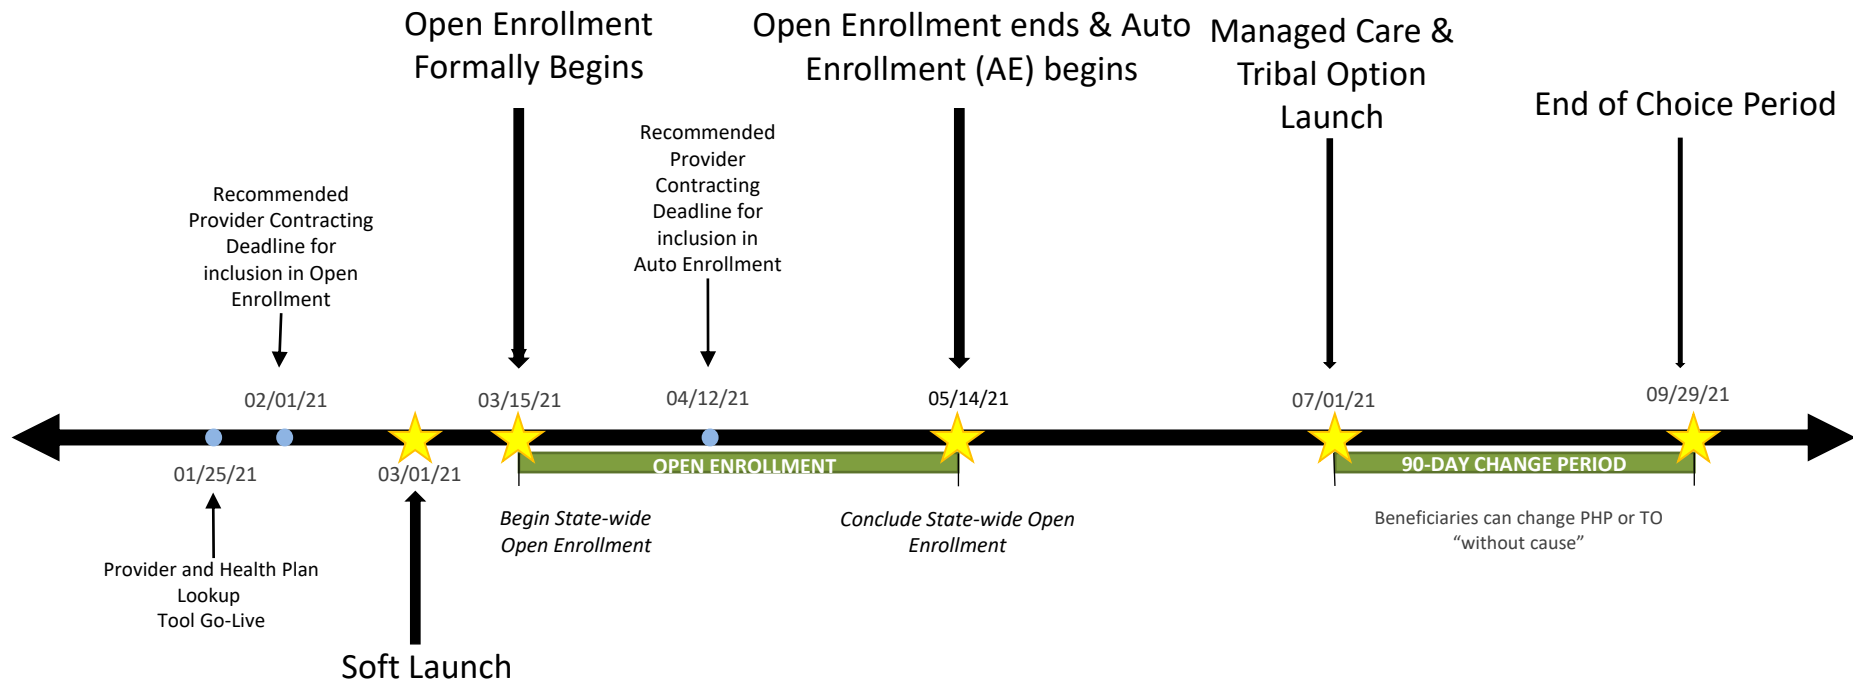 Open Enrollment
Formally Begins
Open Enrollment ends & Auto
Enrollment (AE) begins
Managed Care &
Tribal Option
Launch
End of Choice Period
Recommended
Provider Contracting
Deadline for
inclusion in Open
Enrollment
Recommended
Provider
Contracting
Deadline for
inclusion in
Auto Enrollment
02/01/21
03/15/21
04/12/21
05/14/21
07/01/21
09/29/21
01/25/21
03/01/21
OPEN ENROLLMENT
90-DAY CHANGE PERIOD
Begin State-wide
Open Enrollment
Conclude State-wide Open
Enrollment
Beneficiaries can change PHP or TO
“without cause”
Provider and Health Plan
Lookup
Tool Go-Live
Soft Launch